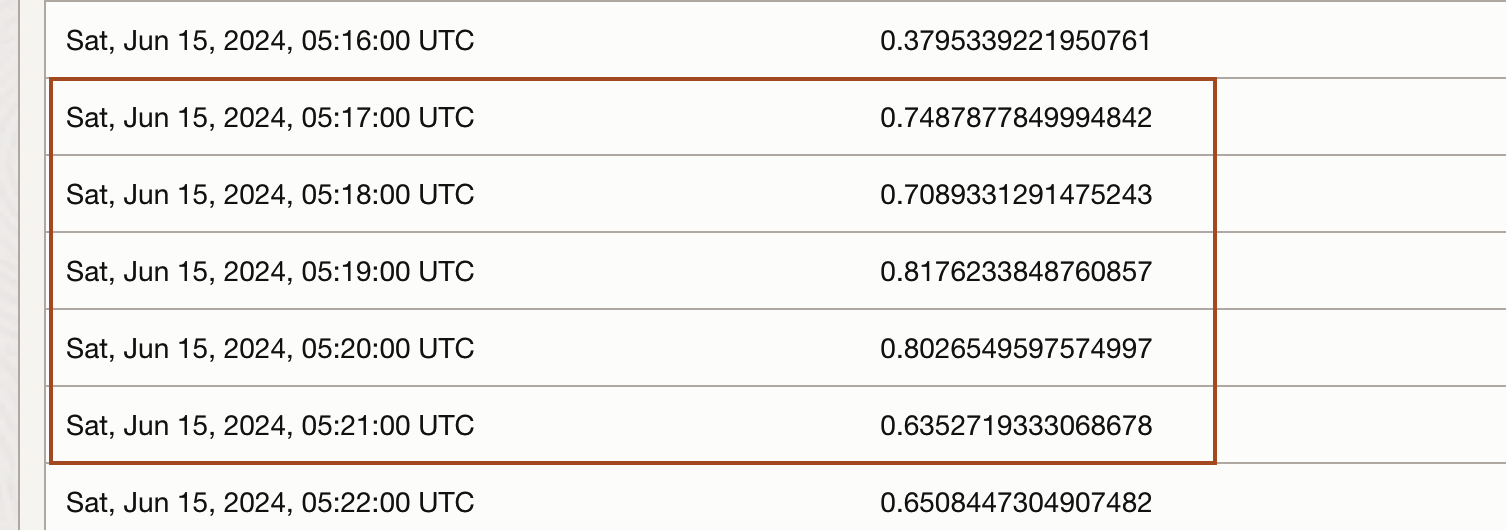 Sat, Jun 15, 2024, 05:16:00 UTC 0.3795339221950761
Sat, Jun 15, 2024, 05:17:00 UTC 0.7487877849994842
Sat, Jun 15, 2024, 05:18:00 UTC 0.7089331291475243
Sat, Jun 15, 2024, 05:19:00 UTC 0.8176233848760857
Sat, Jun 15, 2024, 05:20:00 UTC 0.8026549597574997
Sat, Jun 15, 2024, 05:21:00 UTC 0.6352719333068678
Sat, Jun 15, 2024, 05:22:00 UTC 0.6508447304907482